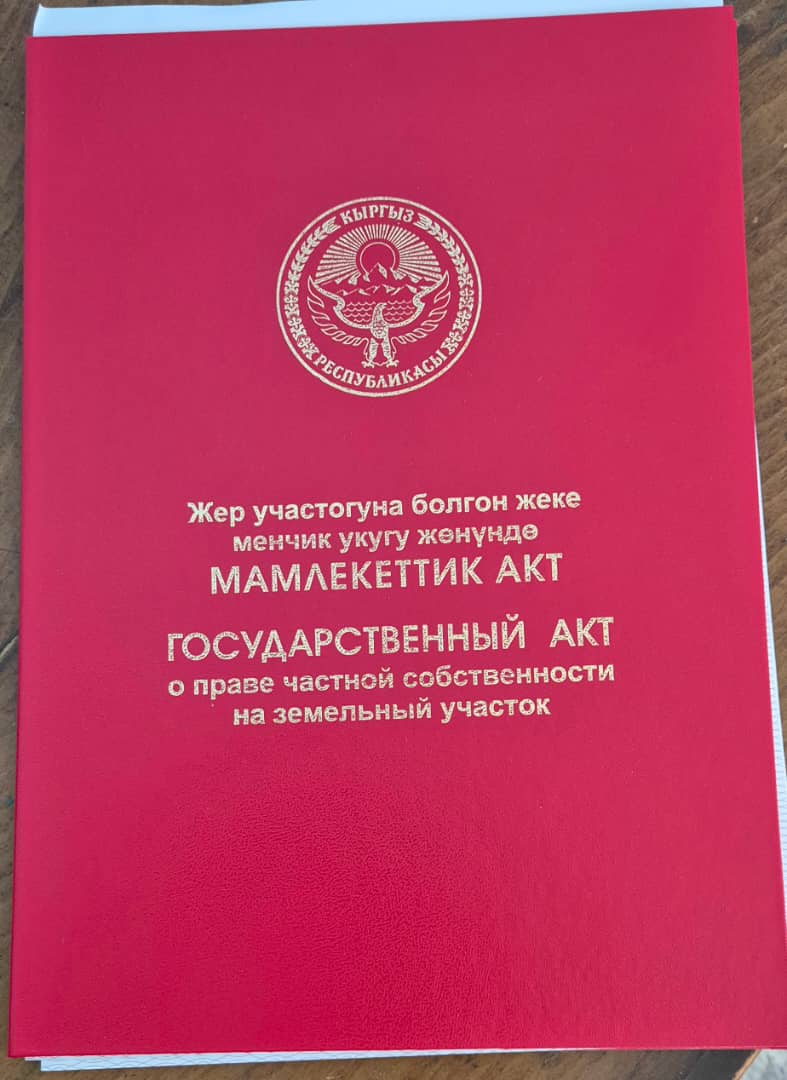 КЫРГЫЗ
РЕСПУБЛИКАСЫ
Жер участогуна болгон жеке
менчик укугу жөнүндө
МАМЛЕКЕТТИК АКТ
ГОСУДАРСТВЕННЫЙ АКТ
о праве частной собственности
на земельный участок